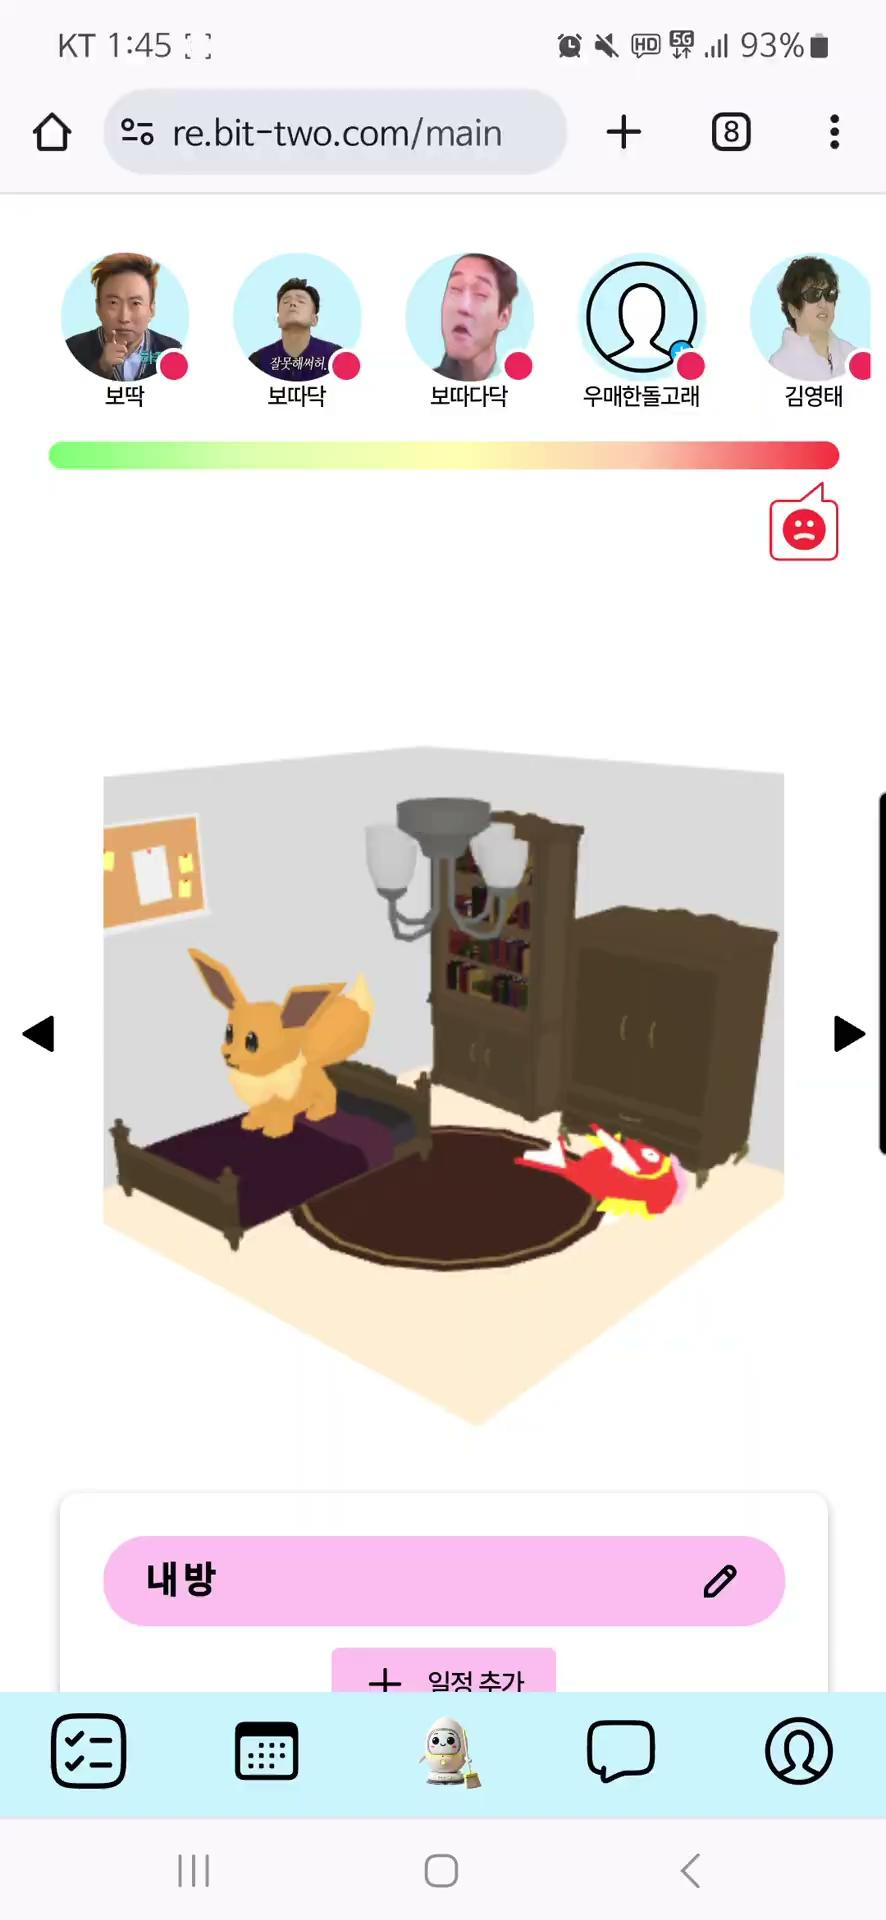 KT 1:45
HD 5G 93%
re.bit-two.com/main
8
잘못해써허.
보딱
보따닥
보따다닥
우매한돌고래
김영태
내 방
일정 추가